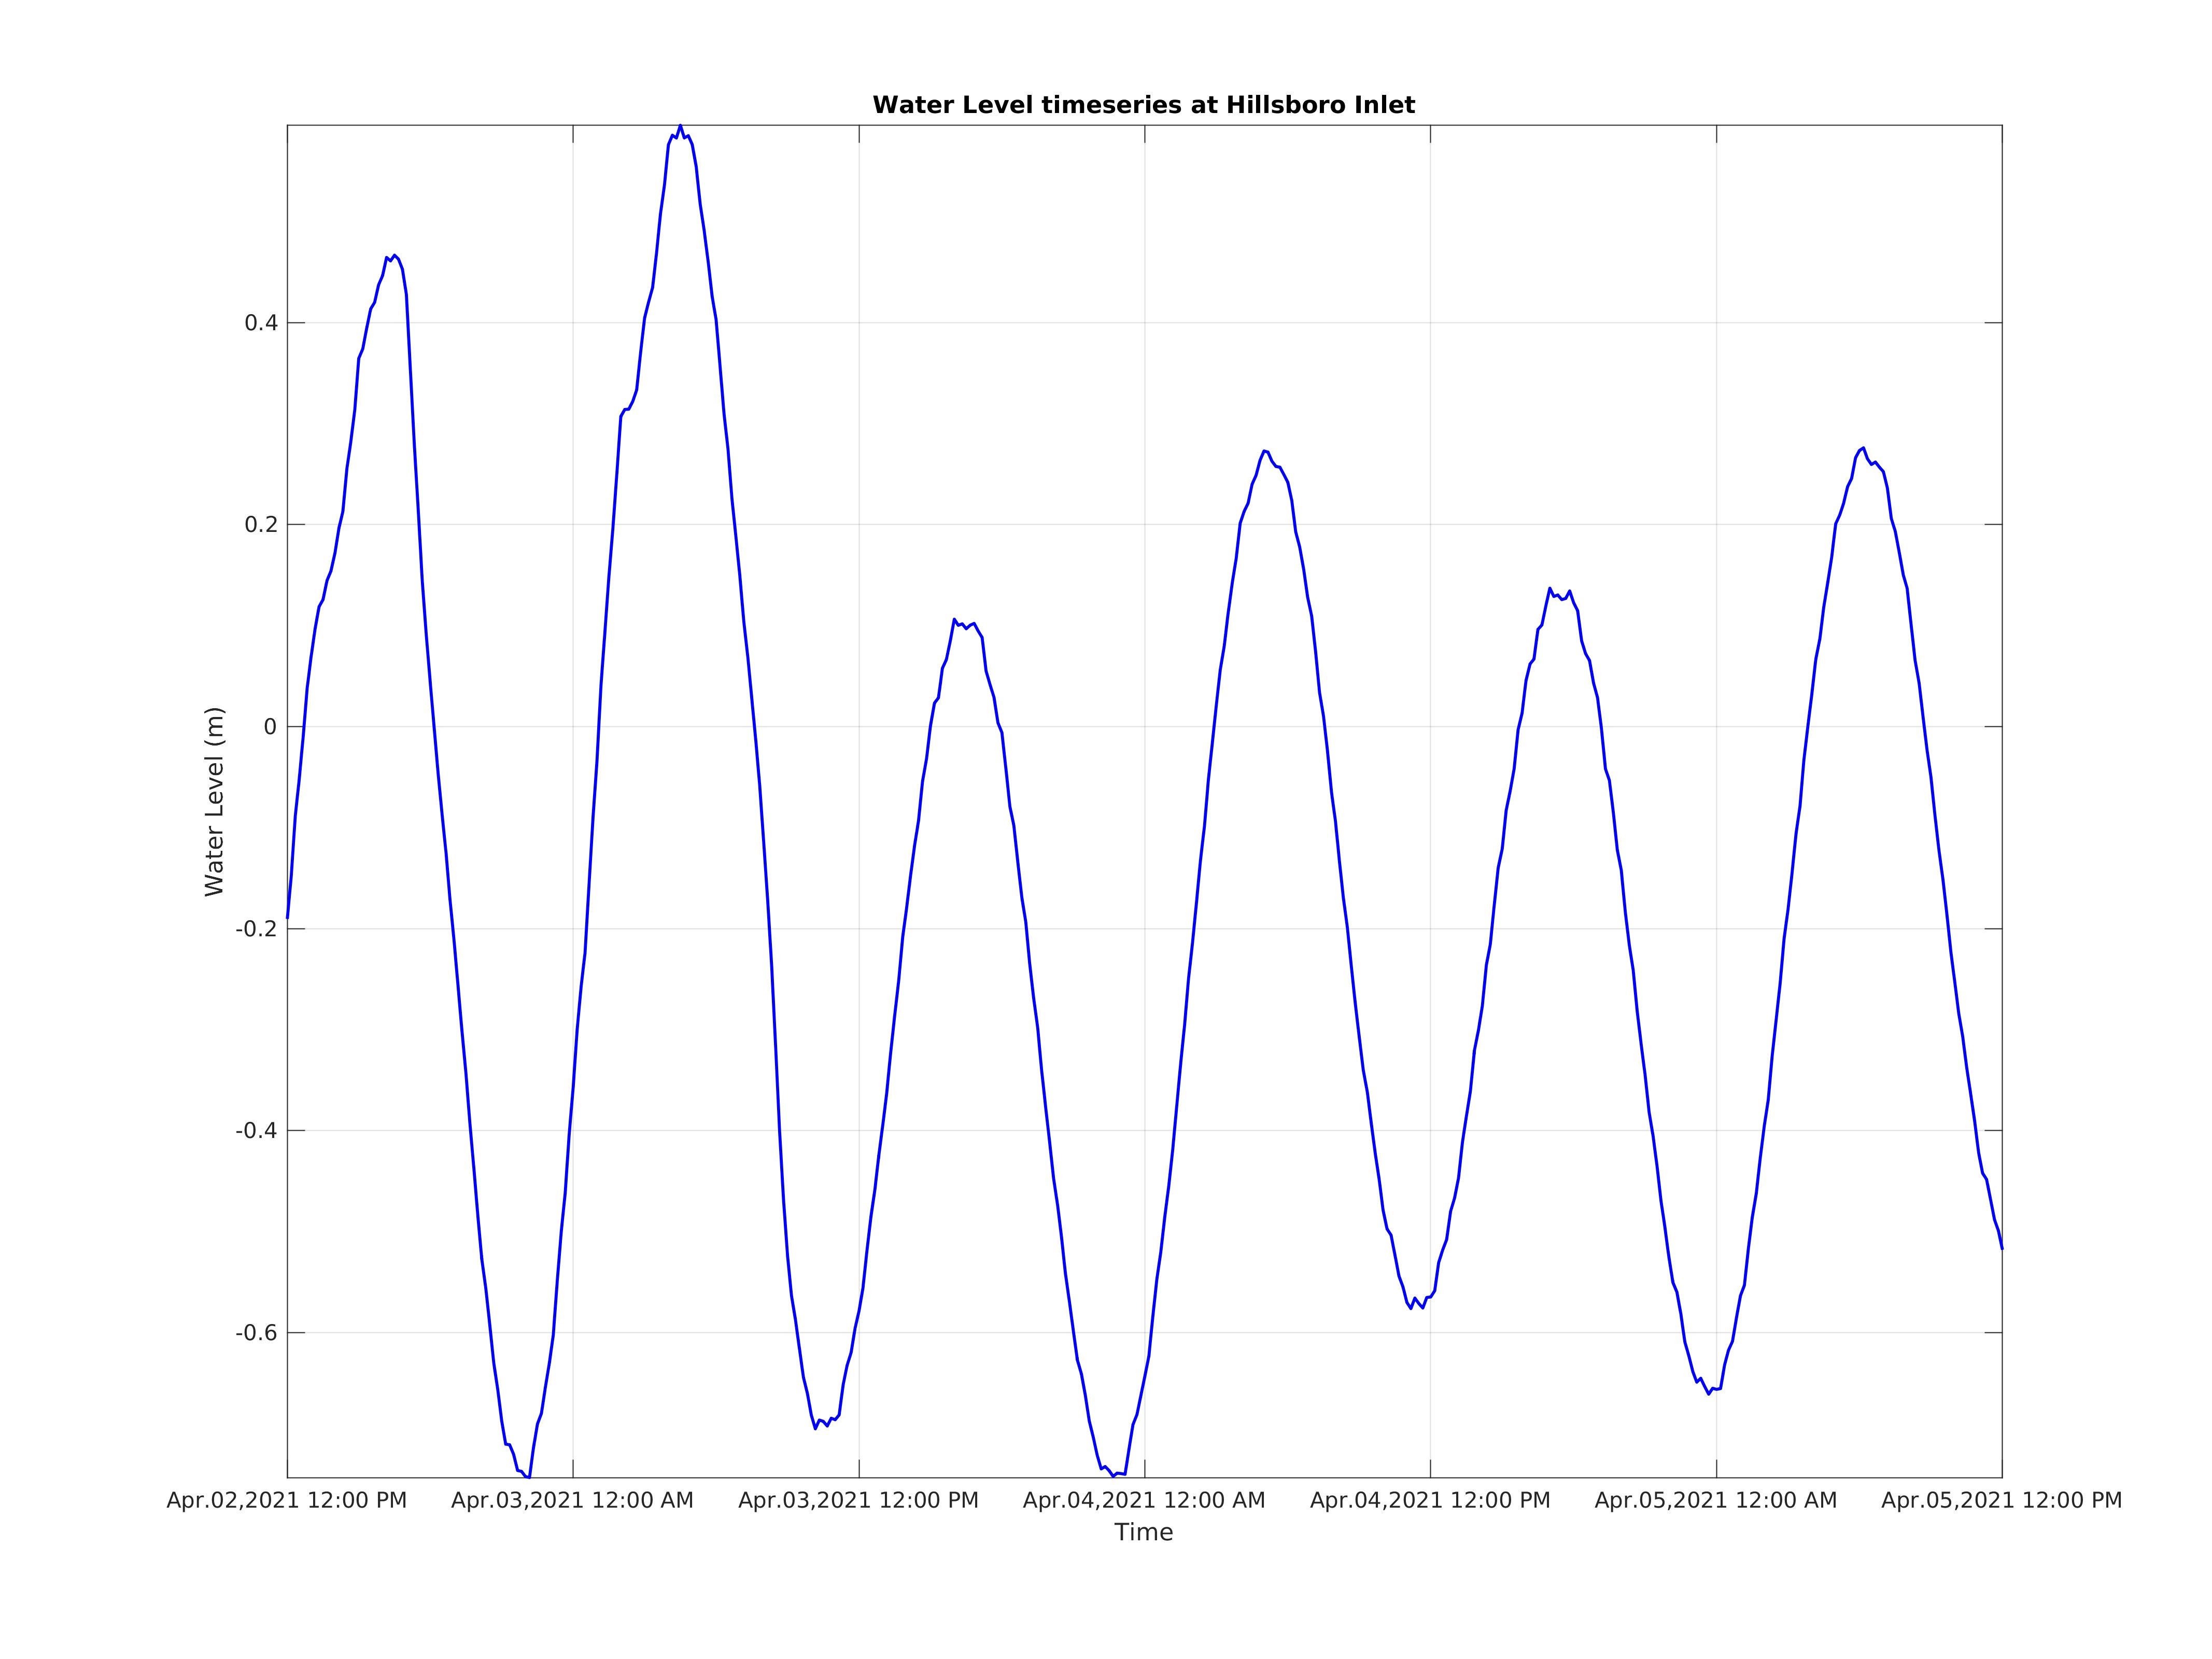 Water Level timeseries at Hillsboro Inlet
0.4
0.2
0
-0.2
-0.4
-0.6
Water Level (m)
Apr.02,2021 12:00 PM Apr.03,2021 12:00 AM Apr.03,2021 12:00 PM Apr.04,2021 12:00 AM Apr.04,2021 12:00 PM Apr.05,2021 12:00 AM Apr.05,2021 12:00 PM
Time